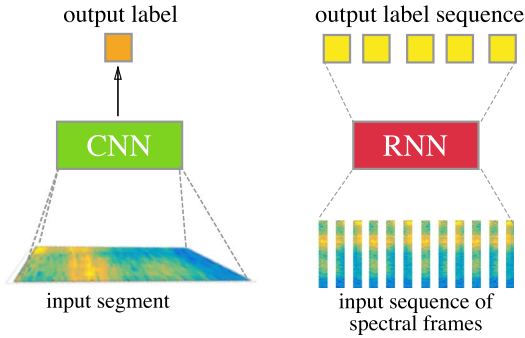 output label
CNN
input segment
output label sequence
RNN
input sequence of
spectral frames